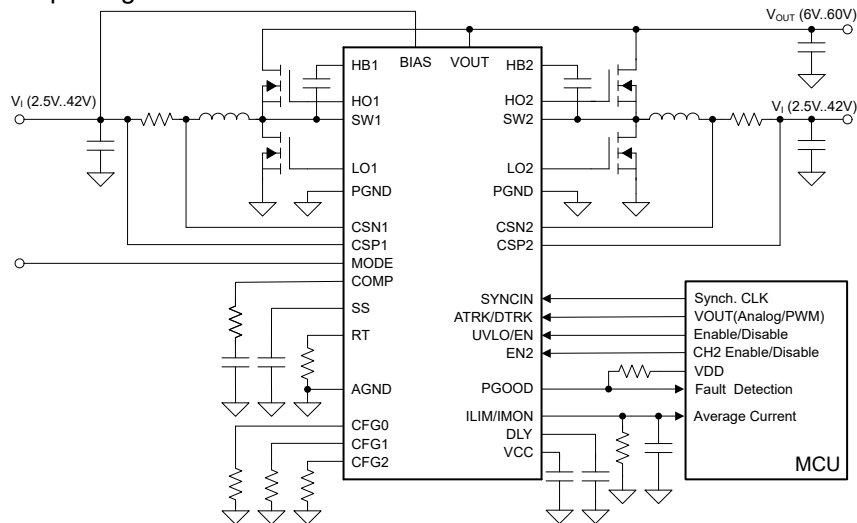 V_OUT (6V..60V)
HB1
BIAS
VOUT
HB2
V_I (2.5V..42V)
HO1
HO2
V_I (2.5V..42V)
SW1
SW2
LO1
LO2
PGND
PGND
CSN1
CSN2
CSP1
CSP2
MODE
COMP
SS
RT
AGND
CFG0
CFG1
CFG2
SYNCIN
ATRK/DTRK
UVLO/EN
EN2
PGOOD
ILIM/IMON
DLY
VCC
Synch. CLK
VOUT(Analog/PWM)
Enable/Disable
CH2 Enable/Disable
VDD
Fault Detection
Average Current
MCU